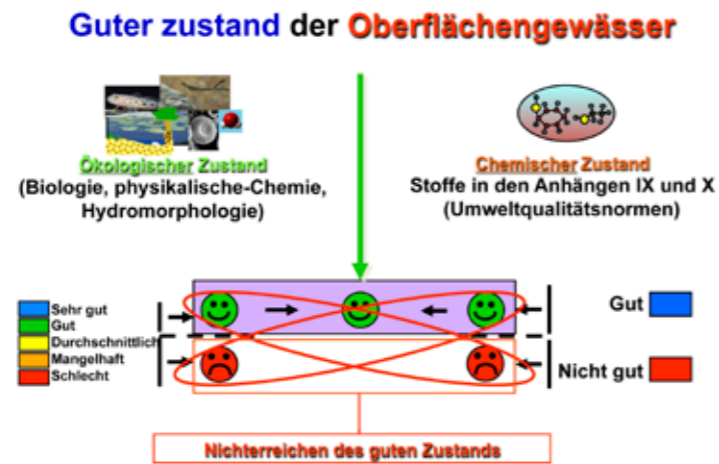 Guter zustand der Oberflächengewässer
Ökologischer Zustand
(Biologie, physikalische-Chemie,
Hydromorphologie)
Chemischer Zustand
Stoffe in den Anhängen IX und X
(Umweltqualitätsnormen)
Sehr gut
Gut
Durchschnittlich
Mangelhaft
Schlecht
Gut
Nicht gut
Nichterreichen des guten Zustands